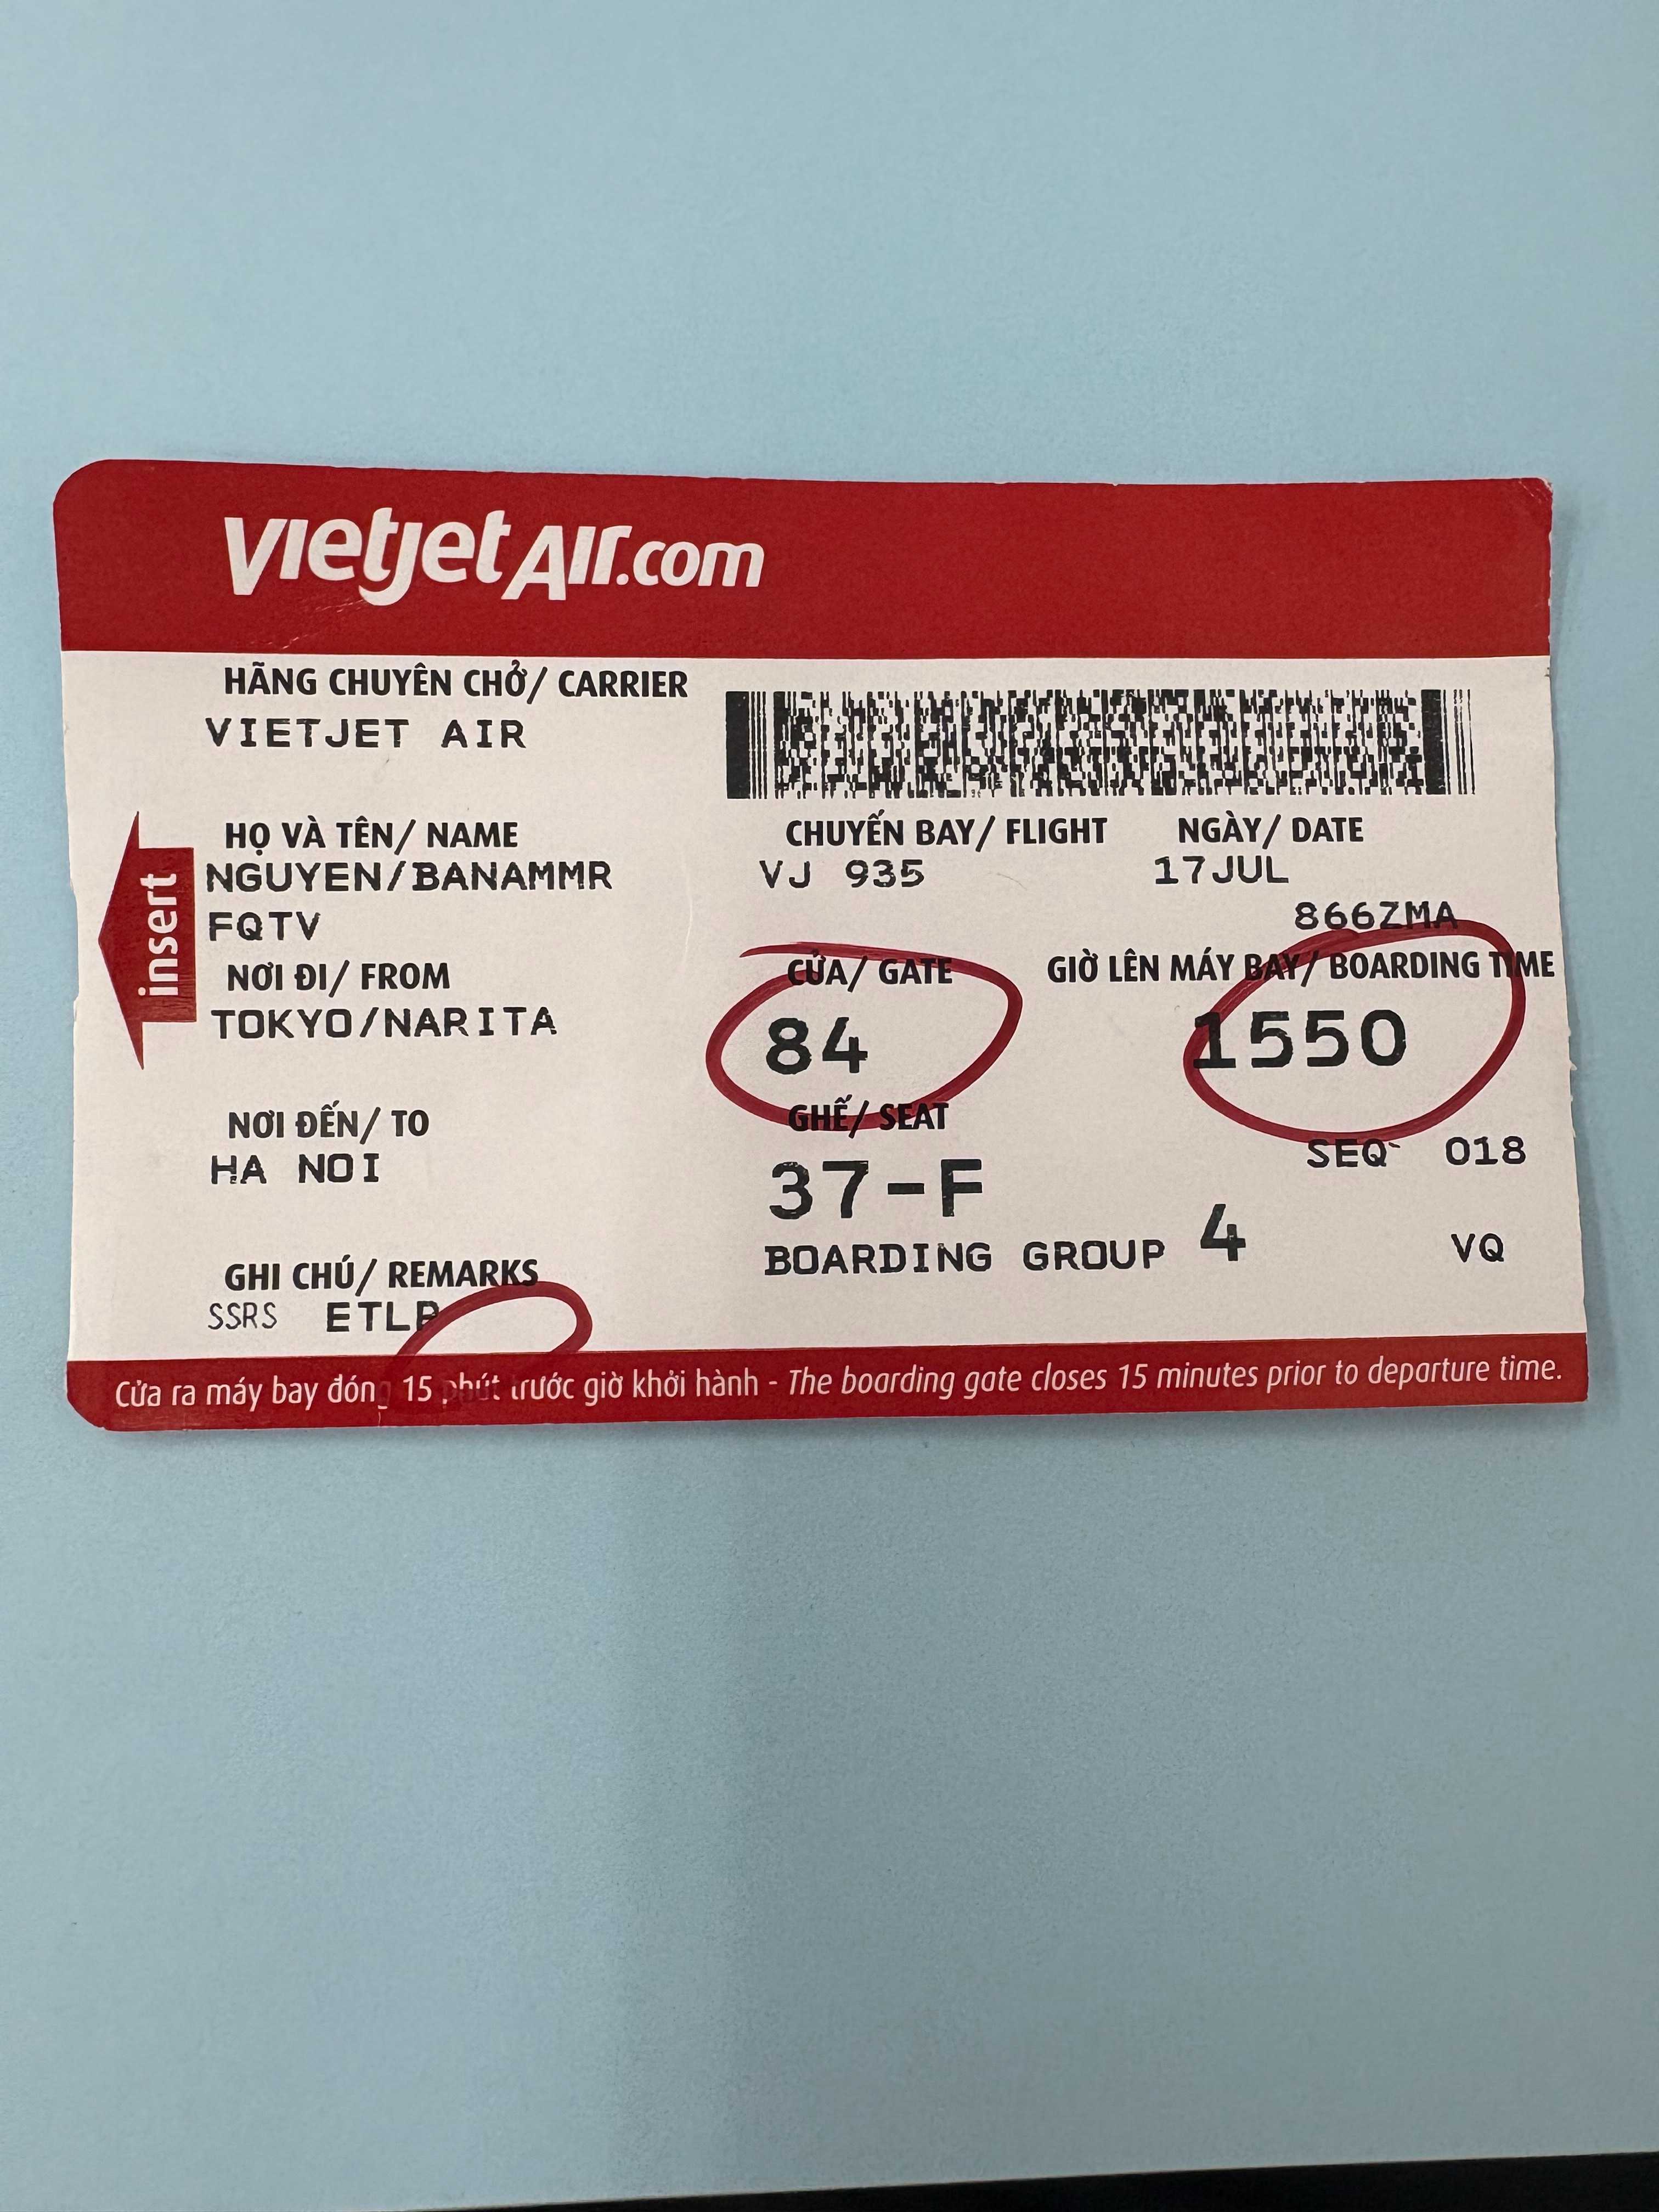 vietjetAir.com
HÃNG CHUYÊN CHỞ/ CARRIER
VIETJET AIR
HỌ VÀ TÊN/ NAME
NGUYEN/BANAMMR
FQTV
CHUYẾN BAY/ FLIGHT
VJ 935
NGÀY/ DATE
17JUL
866ZMA
insert
NƠI ĐI/ FROM
TOKYO/NARITA
CỬA/ GATE
84
GIỜ LÊN MÁY BAY/ BOARDING TIME
1550
NƠI ĐẾN/ TO
HA NOI
GHẾ/ SEAT
37-F
SEQ 018
BOARDING GROUP 4
VQ
GHI CHÚ/ REMARKS
SSRS ETLP
Cửa ra máy bay đóng 15 phút trước giờ khởi hành - The boarding gate closes 15 minutes prior to departure time.